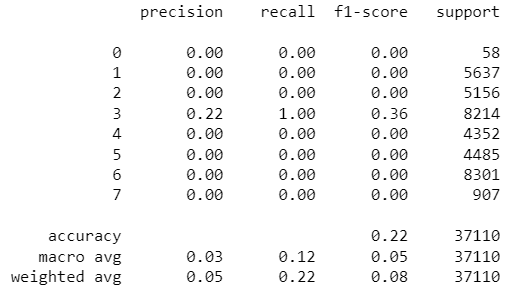 precision recall f1-score support
0 0.00 0.00 0.00 58
1 0.00 0.00 0.00 5637
2 0.00 0.00 0.00 5156
3 0.22 1.00 0.36 8214
4 0.00 0.00 0.00 4352
5 0.00 0.00 0.00 4485
6 0.00 0.00 0.00 8301
7 0.00 0.00 0.00 907
accuracy 0.22 37110
macro avg 0.03 0.12 0.05 37110
weighted avg 0.05 0.22 0.08 37110